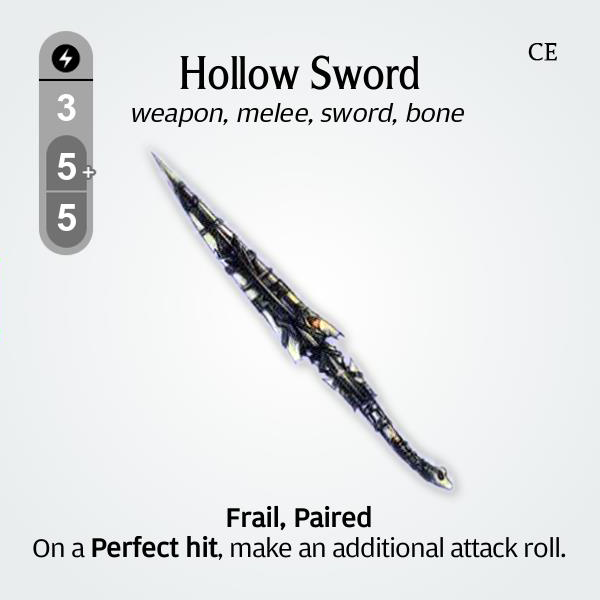 CE
Hollow Sword
weapon, melee, sword, bone
3
5+
5
Frail, Paired
On a Perfect hit, make an additional attack roll.